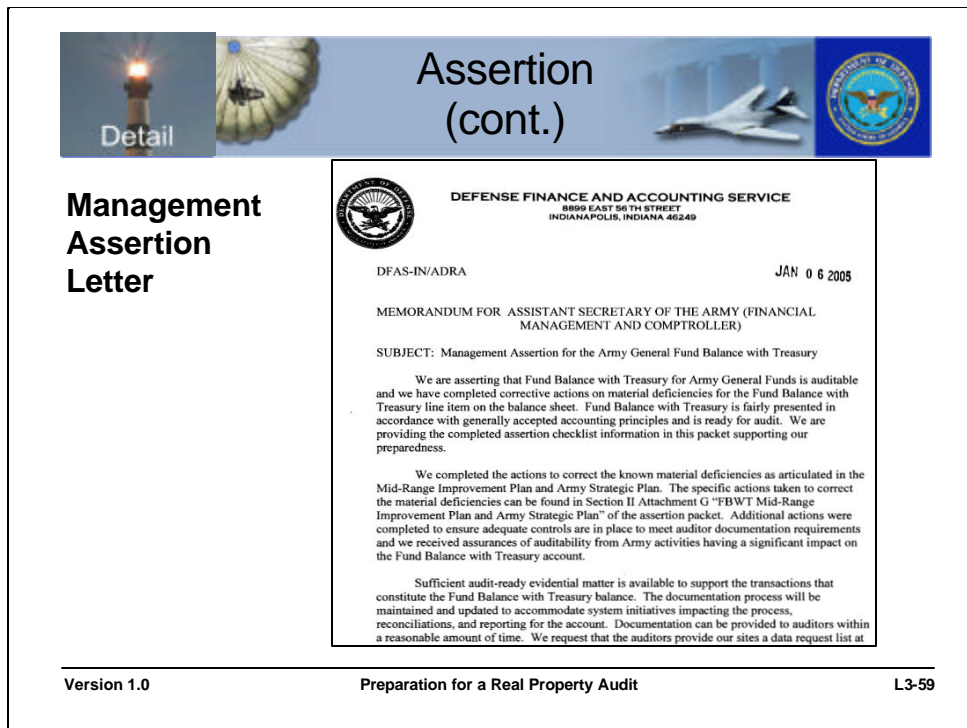 Detail
Assertion
(cont.)
Management
Assertion
Letter
DEFENSE FINANCE AND ACCOUNTING SERVICE
8899 EAST 56TH STREET
INDIANAPOLIS, INDIANA 46249
DFAS-IN/ADRA
JAN 06 2005
MEMORANDUM FOR ASSISTANT SECRETARY OF THE ARMY (FINANCIAL
MANAGEMENT AND COMPTROLLER)
SUBJECT: Management Assertion for the Army General Fund Balance with Treasury
We are asserting that Fund Balance with Treasury for Army General Funds is auditable
and we have completed corrective actions on material deficiencies for the Fund Balance with
Treasury line item on the balance sheet. Fund Balance with Treasury is fairly presented in
accordance with generally accepted accounting principles and is ready for audit. We are
providing the completed assertion checklist information in this packet supporting our
preparedness.
We completed the actions to correct the known material deficiencies as articulated in the
Mid-Range Improvement Plan and Army Strategic Plan. The specific actions taken to correct
the material deficiencies can be found in Section II Attachment G “FBWT Mid-Range
Improvement Plan and Army Strategic Plan” of the assertion packet. Additional actions were
completed to ensure adequate controls are in place to meet auditor documentation requirements
and we received assurances of auditability from Army activities having a significant impact on
the Fund Balance with Treasury account.
Sufficient audit-ready evidential matter is available to support the transactions that
constitute the Fund Balance with Treasury balance. The documentation process will be
maintained and updated to accommodate system initiatives impacting the process,
reconciliations, and reporting for the account. Documentation can be provided to auditors within
a reasonable amount of time. We request that the auditors provide our sites a data request list at
Version 1.0
Preparation for a Real Property Audit
L3-59